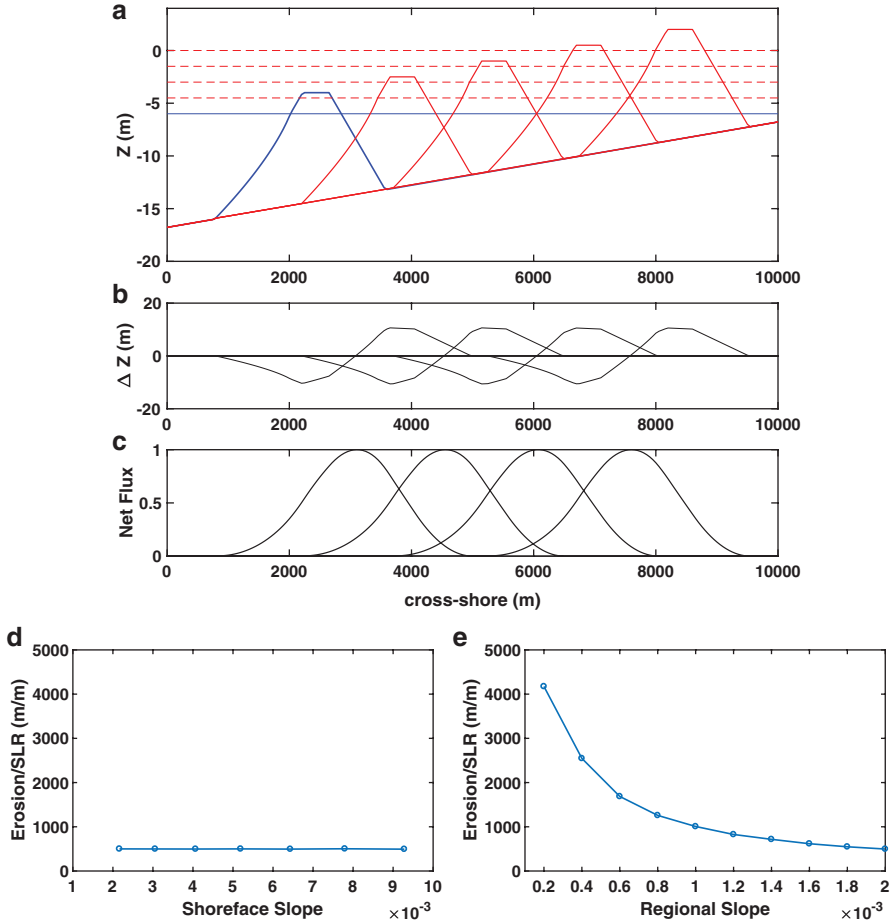 a
Z (m)
0
-5
-10
-15
-20
0 2000 4000 6000 8000 10000
b
Δ Z (m)
20
0
-20
0 2000 4000 6000 8000 10000
c
Net Flux
1
0.5
0
0 2000 4000 6000 8000 10000
cross-shore (m)
d
Erosion/SLR (m/m)
5000
4000
3000
2000
1000
0
1 2 3 4 5 6 7 8 9 10
Shoreface Slope ×10⁻³
e
Erosion/SLR (m/m)
5000
4000
3000
2000
1000
0
0.2 0.4 0.6 0.8 1 1.2 1.4 1.6 1.8 2
Regional Slope ×10⁻³